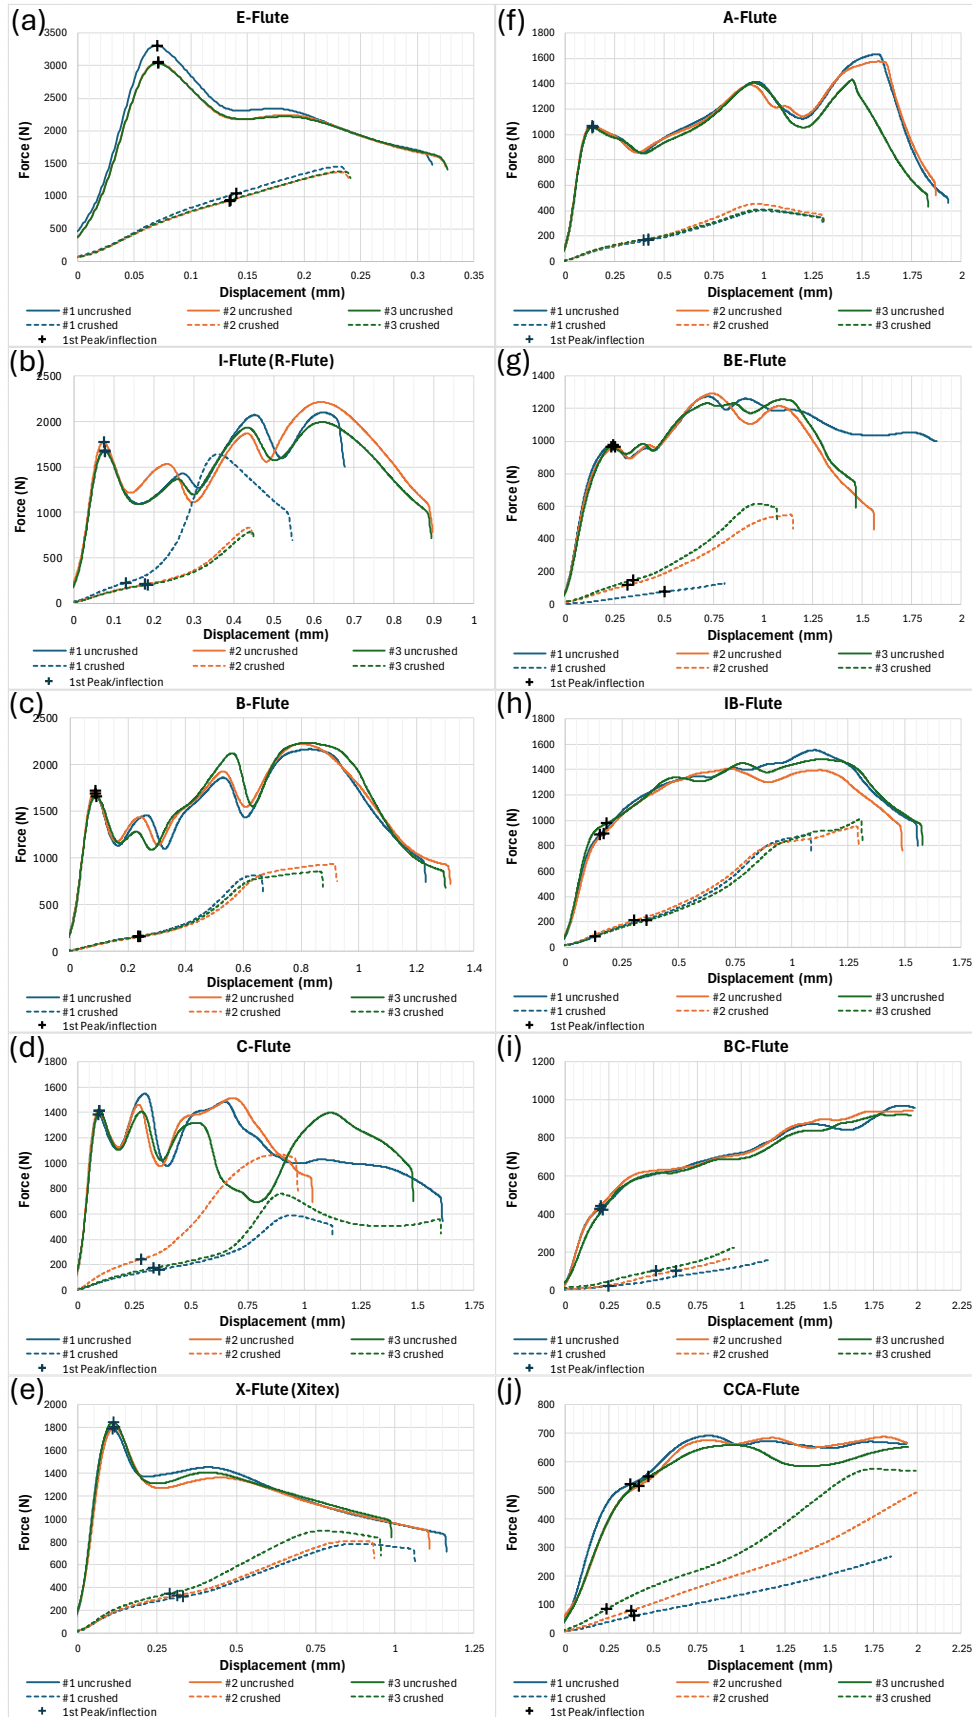 (a)
E-Flute
3500
3000
2500
2000
1500
1000
500
0
Force (N)
0 0.05 0.1 0.15 0.2 0.25 0.3 0.35
Displacement (mm)
#1 uncrushed #2 uncrushed #3 uncrushed
#1 crushed #2 crushed #3 crushed
1st Peak/inflection
(b)
I-Flute (R-Flute)
2500
2000
1500
1000
500
0
Force (N)
0 0.1 0.2 0.3 0.4 0.5 0.6 0.7 0.8 0.9 1
Displacement (mm)
#1 uncrushed #2 uncrushed #3 uncrushed
#1 crushed #2 crushed #3 crushed
1st Peak/inflection
(c)
B-Flute
2500
2000
1500
1000
500
0
Force (N)
0 0.2 0.4 0.6 0.8 1 1.2 1.4
Displacement (mm)
#1 uncrushed #2 uncrushed #3 uncrushed
#1 crushed #2 crushed #3 crushed
1st Peak/inflection
(d)
C-Flute
1800
1600
1400
1200
1000
800
600
400
200
0
Force (N)
0 0.25 0.5 0.75 1 1.25 1.5 1.75
Displacement (mm)
#1 uncrushed #2 uncrushed #3 uncrushed
#1 crushed #2 crushed #3 crushed
1st Peak/inflection
(e)
X-Flute (Xitex)
2000
1800
1600
1400
1200
1000
800
600
400
200
0
Force (N)
0 0.25 0.5 0.75 1 1.25
Displacement (mm)
#1 uncrushed #2 uncrushed #3 uncrushed
#1 crushed #2 crushed #3 crushed
1st Peak/inflection
(f)
A-Flute
1800
1600
1400
1200
1000
800
600
400
200
0
Force (N)
0 0.25 0.5 0.75 1 1.25 1.5 1.75 2
Displacement (mm)
#1 uncrushed #2 uncrushed #3 uncrushed
#1 crushed #2 crushed #3 crushed
1st Peak/inflection
(g)
BE-Flute
1400
1200
1000
800
600
400
200
0
Force (N)
0 0.25 0.5 0.75 1 1.25 1.5 1.75 2
Displacement (mm)
#1 uncrushed #2 uncrushed #3 uncrushed
#1 crushed #2 crushed #3 crushed
1st Peak/inflection
(h)
IB-Flute
1800
1600
1400
1200
1000
800
600
400
200
0
Force (N)
0 0.25 0.5 0.75 1 1.25 1.5 1.75
Displacement (mm)
#1 uncrushed #2 uncrushed #3 uncrushed
#1 crushed #2 crushed #3 crushed
1st Peak/inflection
(i)
BC-Flute
1200
1000
800
600
400
200
0
Force (N)
0 0.25 0.5 0.75 1 1.25 1.5 1.75 2 2.25
Displacement (mm)
#1 uncrushed #2 uncrushed #3 uncrushed
#1 crushed #2 crushed #3 crushed
1st Peak/inflection
(j)
CCA-Flute
800
700
600
500
400
300
200
100
0
Force (N)
0 0.25 0.5 0.75 1 1.25 1.5 1.75 2 2.25
Displacement (mm)
#1 uncrushed #2 uncrushed #3 uncrushed
#1 crushed #2 crushed #3 crushed
1st Peak/inflection